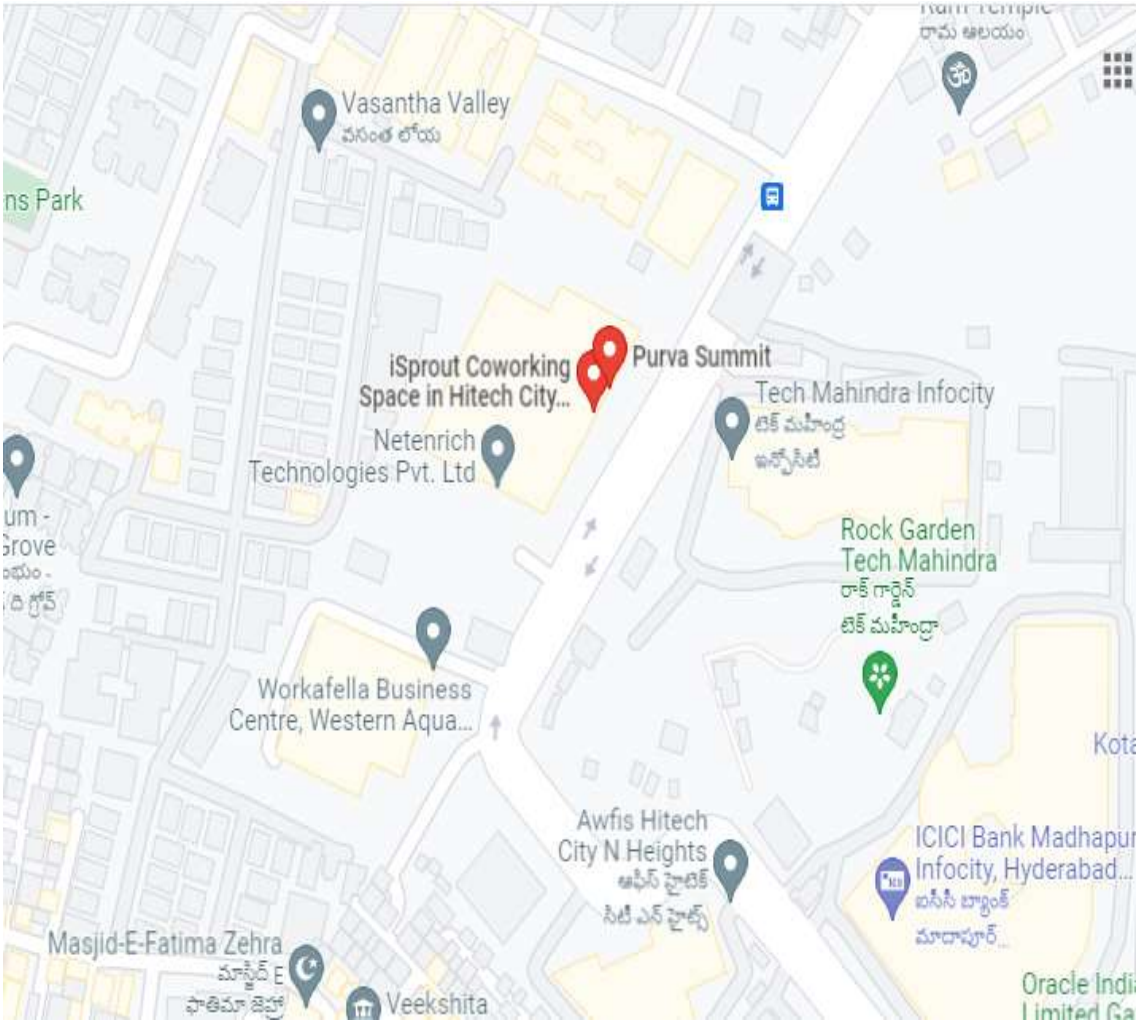 రామ ఆలయం
Vasantha Valley
వసంత లోయ
ns Park
iSprout Coworking
Space in Hitech City...
Purva Summit
Netenrich
Technologies Pvt. Ltd
Tech Mahindra Infocity
టెక్ మహీంద్ర
ఇన్ఫోసిటీ
um -
Grove
ంభం -
ది గ్రోవ్
Rock Garden
Tech Mahindra
రాక్ గార్డెన్
టెక్ మహీంద్రా
Workafella Business
Centre, Western Aqua...
Kota
Awfis Hitech
City N Heights
ఆఫీస్ హైటెక్
సిటీ ఎన్ హైట్స్
ICICI Bank Madhapur
Infocity, Hyderabad...
ఐసీసీ బ్యాంక్
మాదాపూర్...
Masjid-E-Fatima Zehra
మాస్జిద్ E
ఫాతిమా జెహ్రా
Veekshita
Oracle India
Limited Ga